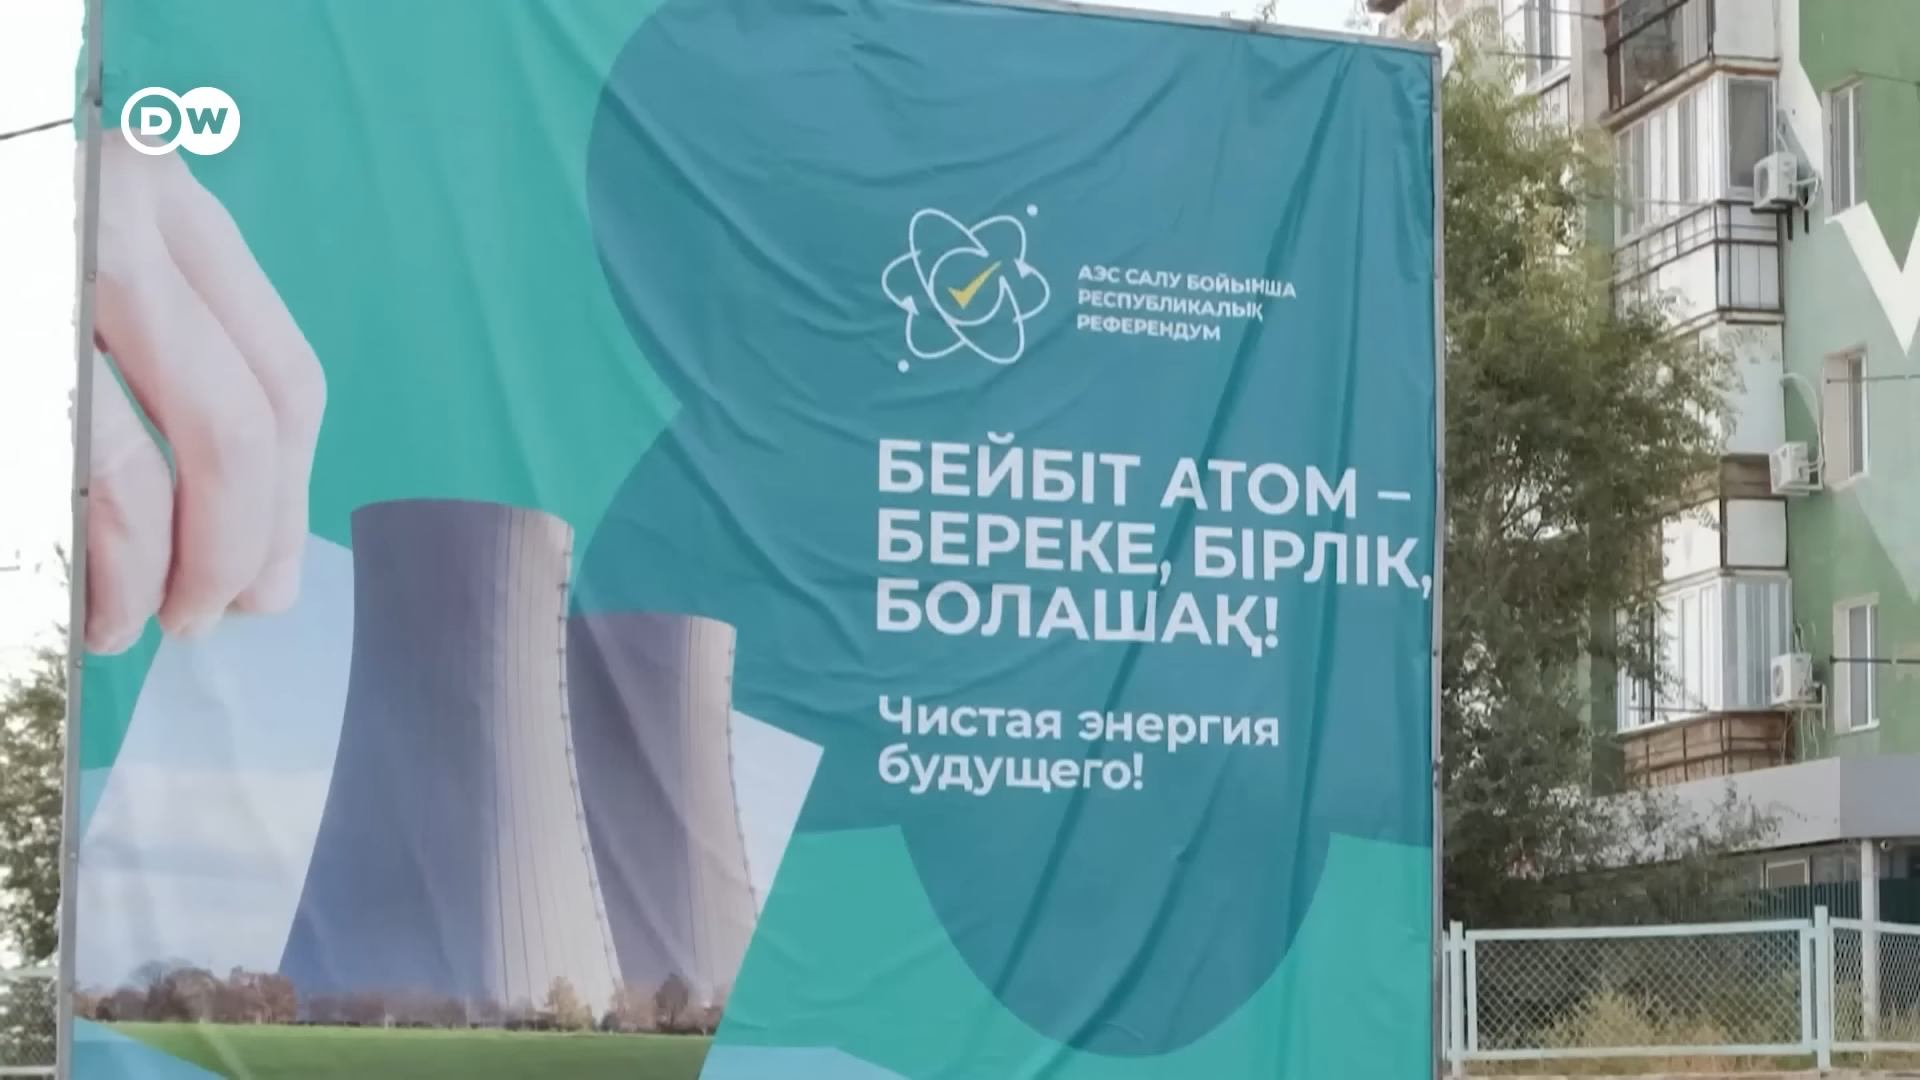 DW
АЭС САЛУ БОЙЫНША
РЕСПУБЛИКАЛЫҚ
РЕФЕРЕНДУМ
БЕЙБІТ АТОМ –
БЕРЕКЕ, БІРЛІК,
БОЛАШАҚ!
Чистая энергия
будущего!